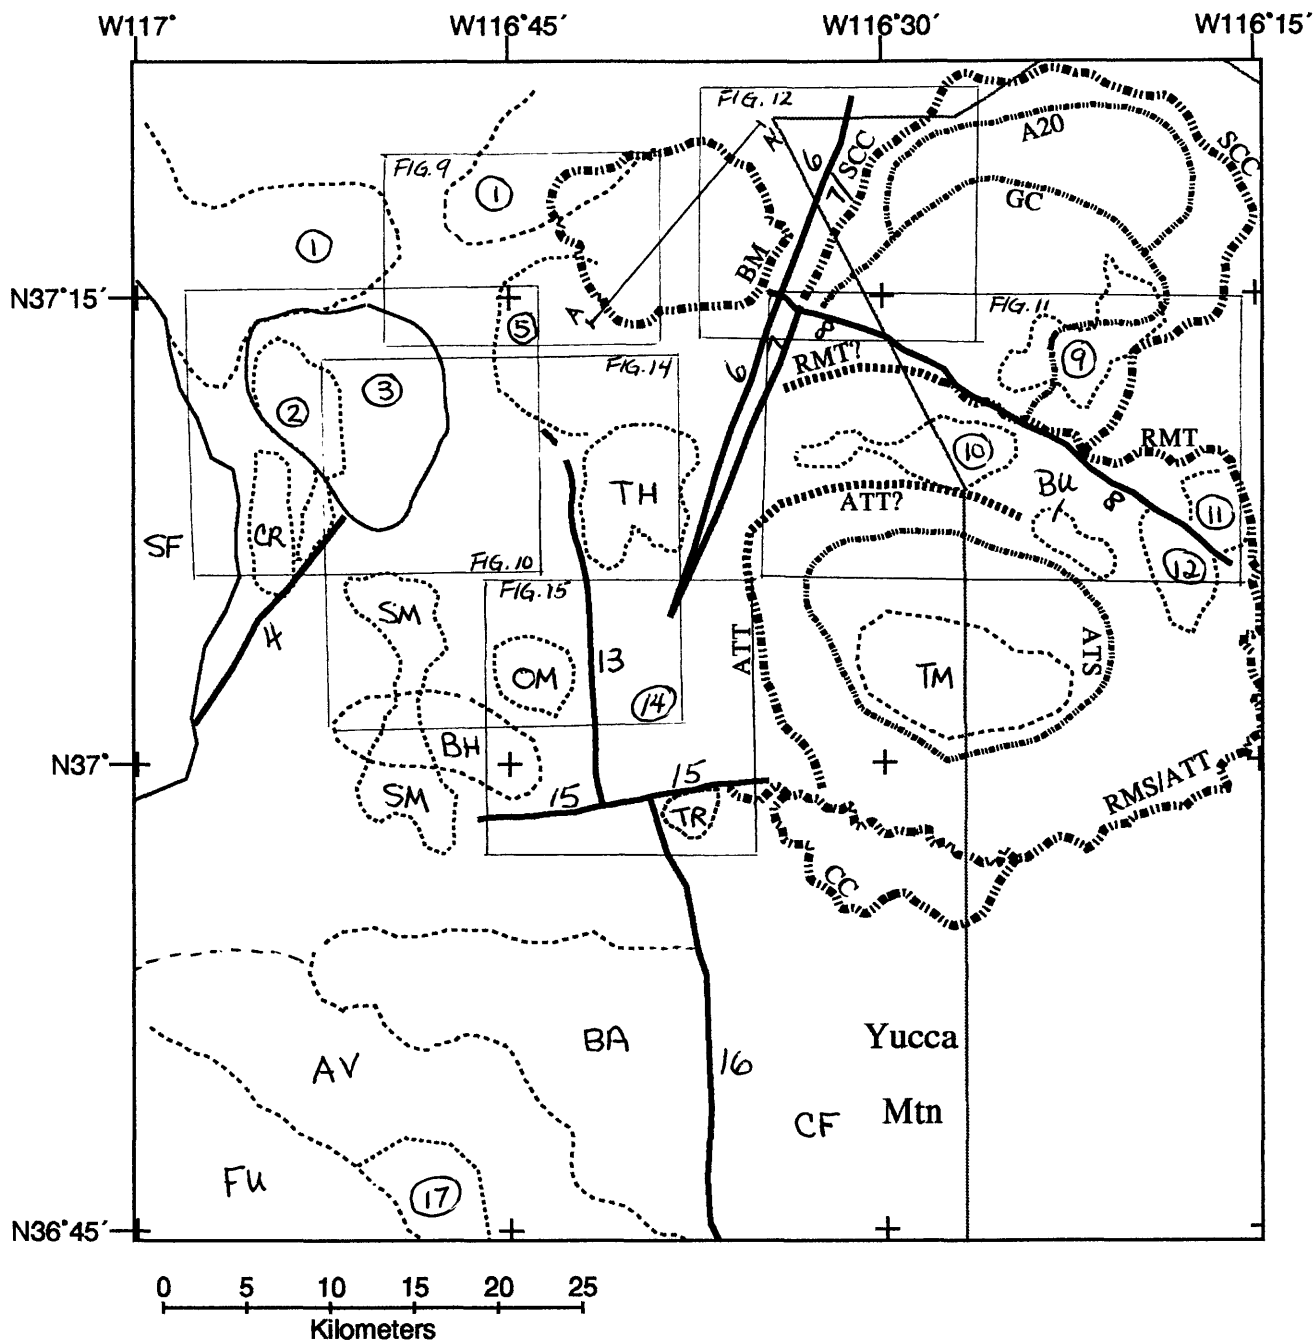 W117° W116°45′ W116°30′ W116°15′
FIG. 12
A′
6
SCC
A20
SCC
FIG. 9
1
7
GC
1
BM
N37°15′
A
FIG. 11
5
8
7
RMT?
6
FIG. 14
9
3
2
RMT
10
TH
ATT?
BU
8
11
CR
SF
FIG. 10
12
FIG. 15
SM
4
ATT
ATS
13
OM
TM
14
BH
N37°
15
15
SM
TR
RMS/ATT
CC
BA
Yucca
AV
16
Mtn
CF
FU
17
N36°45′
0 5 10 15 20 25
Kilometers